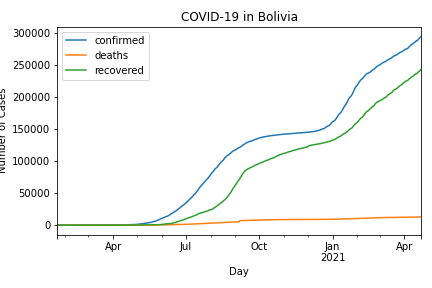 COVID-19 in Bolivia
confirmed
deaths
recovered
Number of Cases
300000
250000
200000
150000
100000
50000
0
Apr
Jul
Oct
Jan
2021
Apr
Day